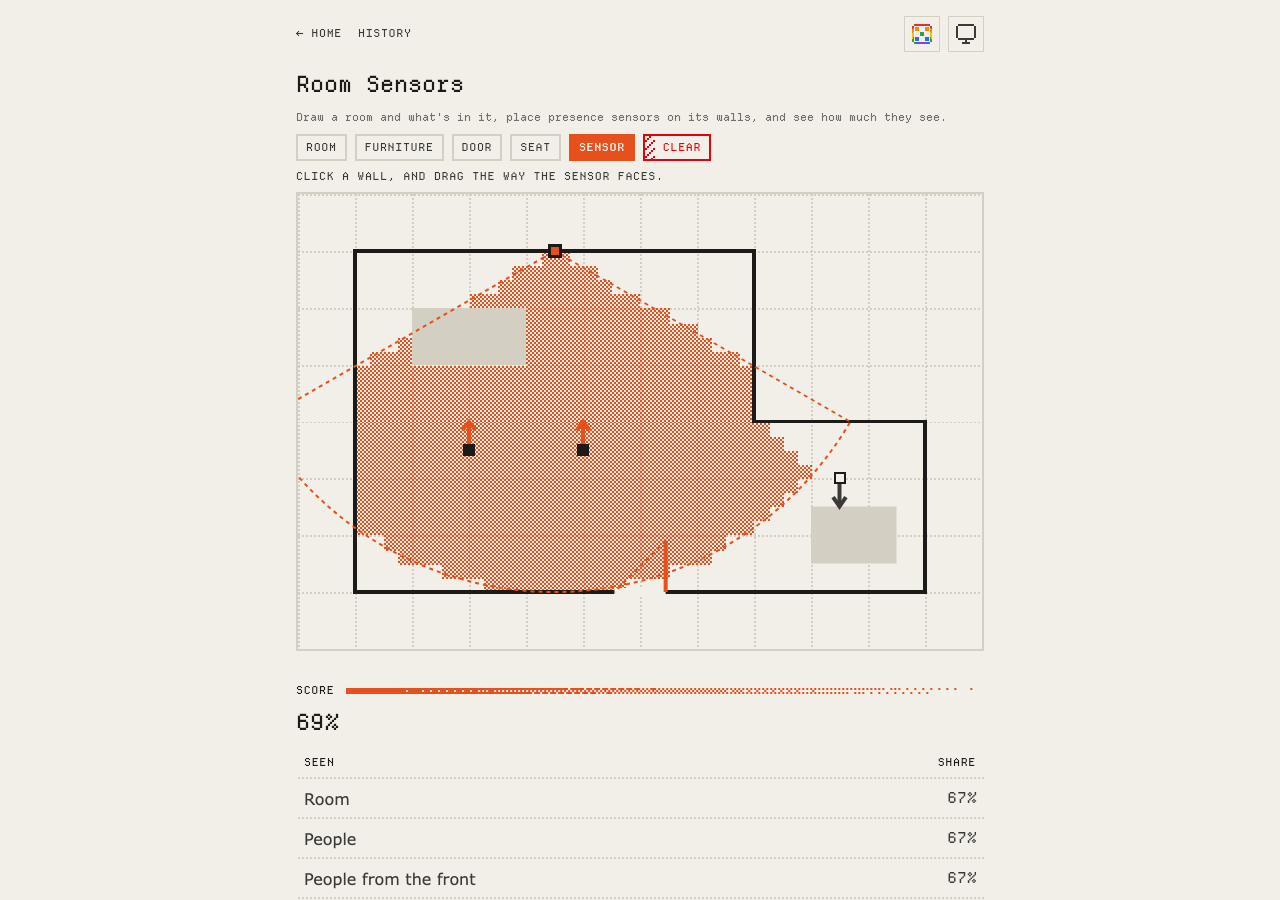 ← HOME HISTORY
Room Sensors
Draw a room and what's in it, place presence sensors on its walls, and see how much they see.
ROOM FURNITURE DOOR SEAT SENSOR CLEAR
CLICK A WALL, AND DRAG THE WAY THE SENSOR FACES.
SCORE
69%
SEEN SHARE
Room 67%
People 67%
People from the front 67%